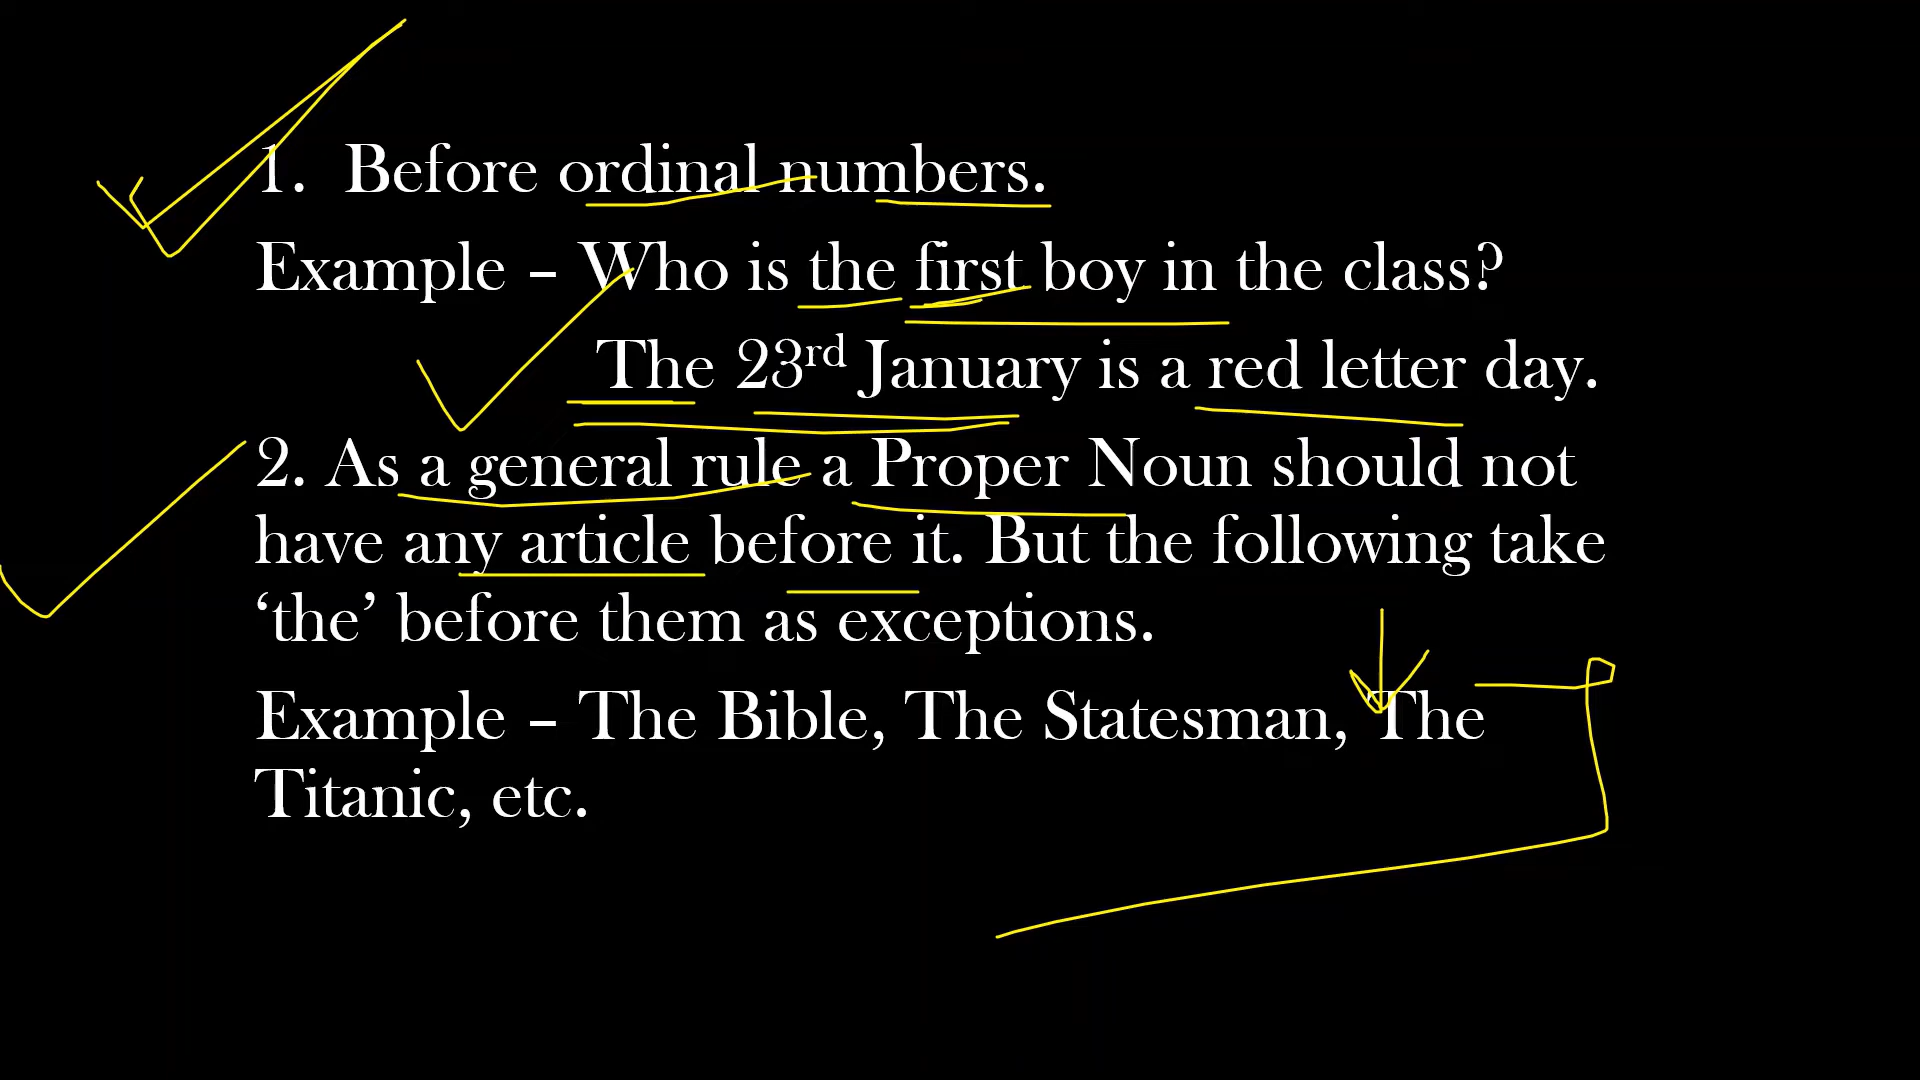 1. Before ordinal numbers.
Example – Who is the first boy in the class?
The 23rd January is a red letter day.
2. As a general rule a Proper Noun should not
have any article before it. But the following take
‘the’ before them as exceptions.
Example – The Bible, The Statesman, The
Titanic, etc.